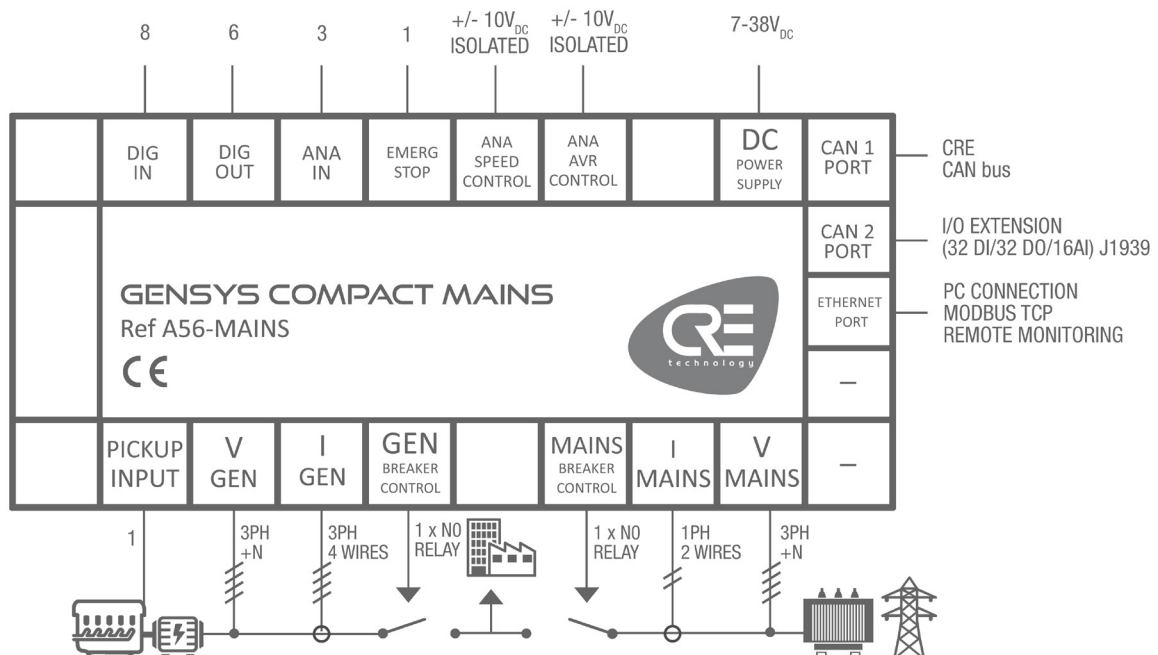 8
6
3
1
+/- 10VDC
ISOLATED
+/- 10VDC
ISOLATED
7-38VDC
DIG
IN
DIG
OUT
ANA
IN
EMERG
STOP
ANA
SPEED
CONTROL
ANA
AVR
CONTROL
DC
POWER
SUPPLY
CAN 1
PORT
CRE
CAN bus
CAN 2
PORT
I/O EXTENSION
(32 DI/32 DO/16AI) J1939
ETHERNET
PORT
PC CONNECTION
MODBUS TCP
REMOTE MONITORING
GENSYS COMPACT MAINS
Ref A56-MAINS
CE
CRE
technology
–
–
PICKUP
INPUT
V
GEN
I
GEN
GEN
BREAKER
CONTROL
MAINS
BREAKER
CONTROL
I
MAINS
V
MAINS
1
3PH
+N
3PH
4 WIRES
1 x N0
RELAY
1 x N0
RELAY
1PH
2 WIRES
3PH
+N